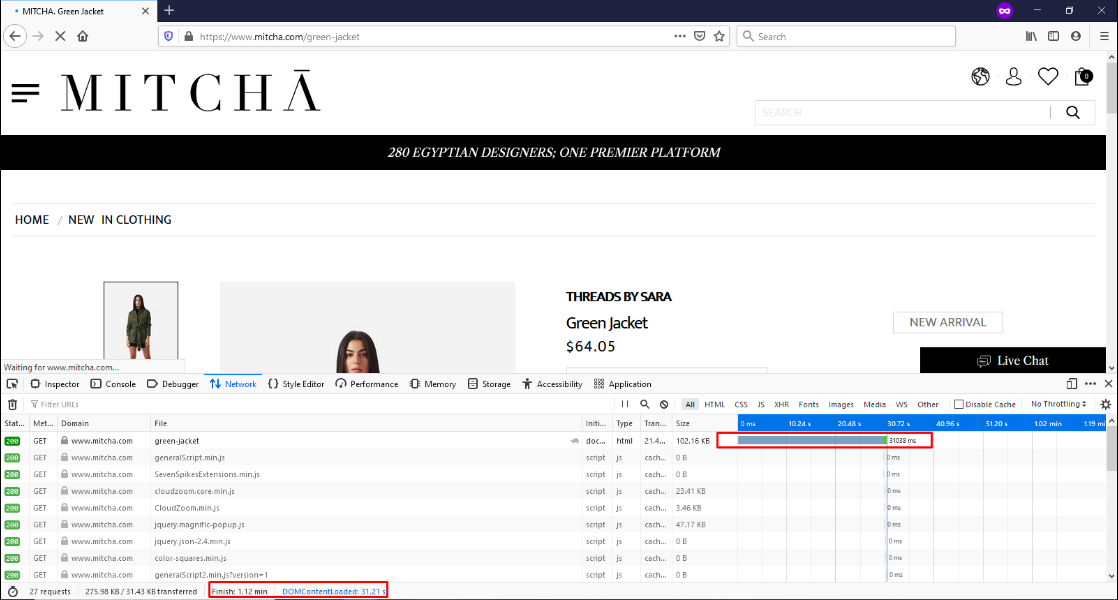 MITCHA. Green Jacket
https://www.mitcha.com/green-jacket
Search
MITCHĀ
0
SEARCH
280 EGYPTIAN DESIGNERS; ONE PREMIER PLATFORM
HOME / NEW IN CLOTHING
THREADS BY SARA
Green Jacket
$64.05
NEW ARRIVAL
Live Chat
Waiting for www.mitcha.com...
Inspector Console Debugger Network Style Editor Performance Memory Storage Accessibility Application
Filter URLs All HTML CSS JS XHR Fonts Images Media WS Other Disable Cache No Throttling
Stat... Met... Domain File Initi... Type Tran... Size 0 ms 10.24 s 20.48 s 30.72 s 40.96 s 51.20 s 1.02 min 1.19 mi
200 GET www.mitcha.com green-jacket doc... html 21.4... 102.16 KB 31038 ms
200 GET www.mitcha.com generalScript.min.js script js cach... 0 B 0 ms
200 GET www.mitcha.com SevenSpikesExtensions.min.js script js cach... 0 B 0 ms
200 GET www.mitcha.com cloudzoom.core.min.js script js cach... 23.41 KB 0 ms
200 GET www.mitcha.com CloudZoom.min.js script js cach... 3.46 KB 0 ms
200 GET www.mitcha.com jquery.magnific-popup.js script js cach... 47.17 KB 0 ms
200 GET www.mitcha.com jquery.json-2.4.min.js script js cach... 0 B 0 ms
200 GET www.mitcha.com color-squares.min.js script js cach... 0 B 0 ms
200 GET www.mitcha.com generalScript2.min.js?version=1 script js cach... 0 B 0 ms
27 requests 275.98 KB / 31.43 KB transferred Finish: 1.12 min DOMContentLoaded: 31.21 s